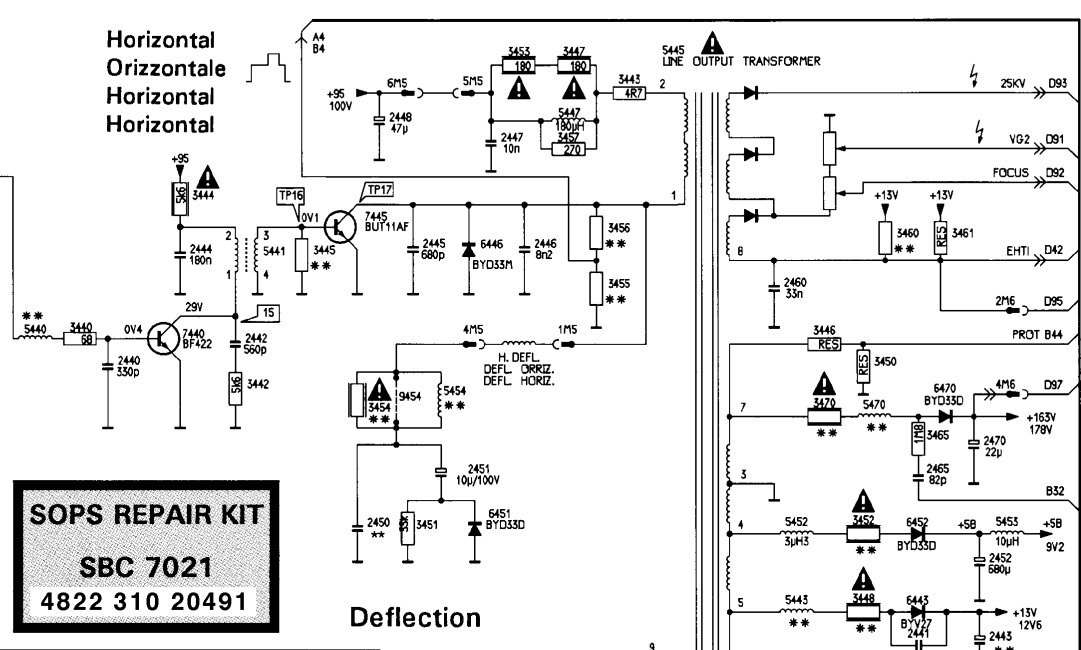 Horizontal
Orizzontale
Horizontal
Horizontal
A4
B4
+95
100V
6M5
5M5
2448
47µ
2447
10n
3453
180
3447
180
5447
180µH
3457
270
3443
4R7
2
1
5445
LINE OUTPUT TRANSFORMER
25KV
D93
VG2
D91
FOCUS
D92
+13V
+13V
3460
**
RES
3461
8
EHTI
D42
2460
33n
2M6
D95
PROT B44
3446
RES
RES
3450
+95
5k6
3444
2444
180n
2
1
3
4
5441
TP16
0V1
3445
**
TP17
7445
BUT11AF
2445
680p
6446
BYD33M
2446
8n2
3456
**
3455
**
**
5440
3440
68
0V4
2440
330p
7440
BF422
29V
15
2442
560p
5k6
3442
4M5
1M5
H. DEFL.
DEFL. ORRIZ.
DEFL. HORIZ.
3454
**
9454
5454
**
2451
10µ/100V
2450
**
3451
6451
BYD33D
7
3470
**
5470
**
6470
BYD33D
4M6
D97
+163V
178V
1M8
3465
2465
82p
2470
22µ
B32
3
4
5452
3µH3
3452
**
6452
BYD33D
+5B
5453
10µH
+5B
9V2
2452
680µ
5
5443
**
3448
**
6443
BYV27
2441
+13V
12V6
2443
**
9
SOPS REPAIR KIT
SBC 7021
4822 310 20491
Deflection